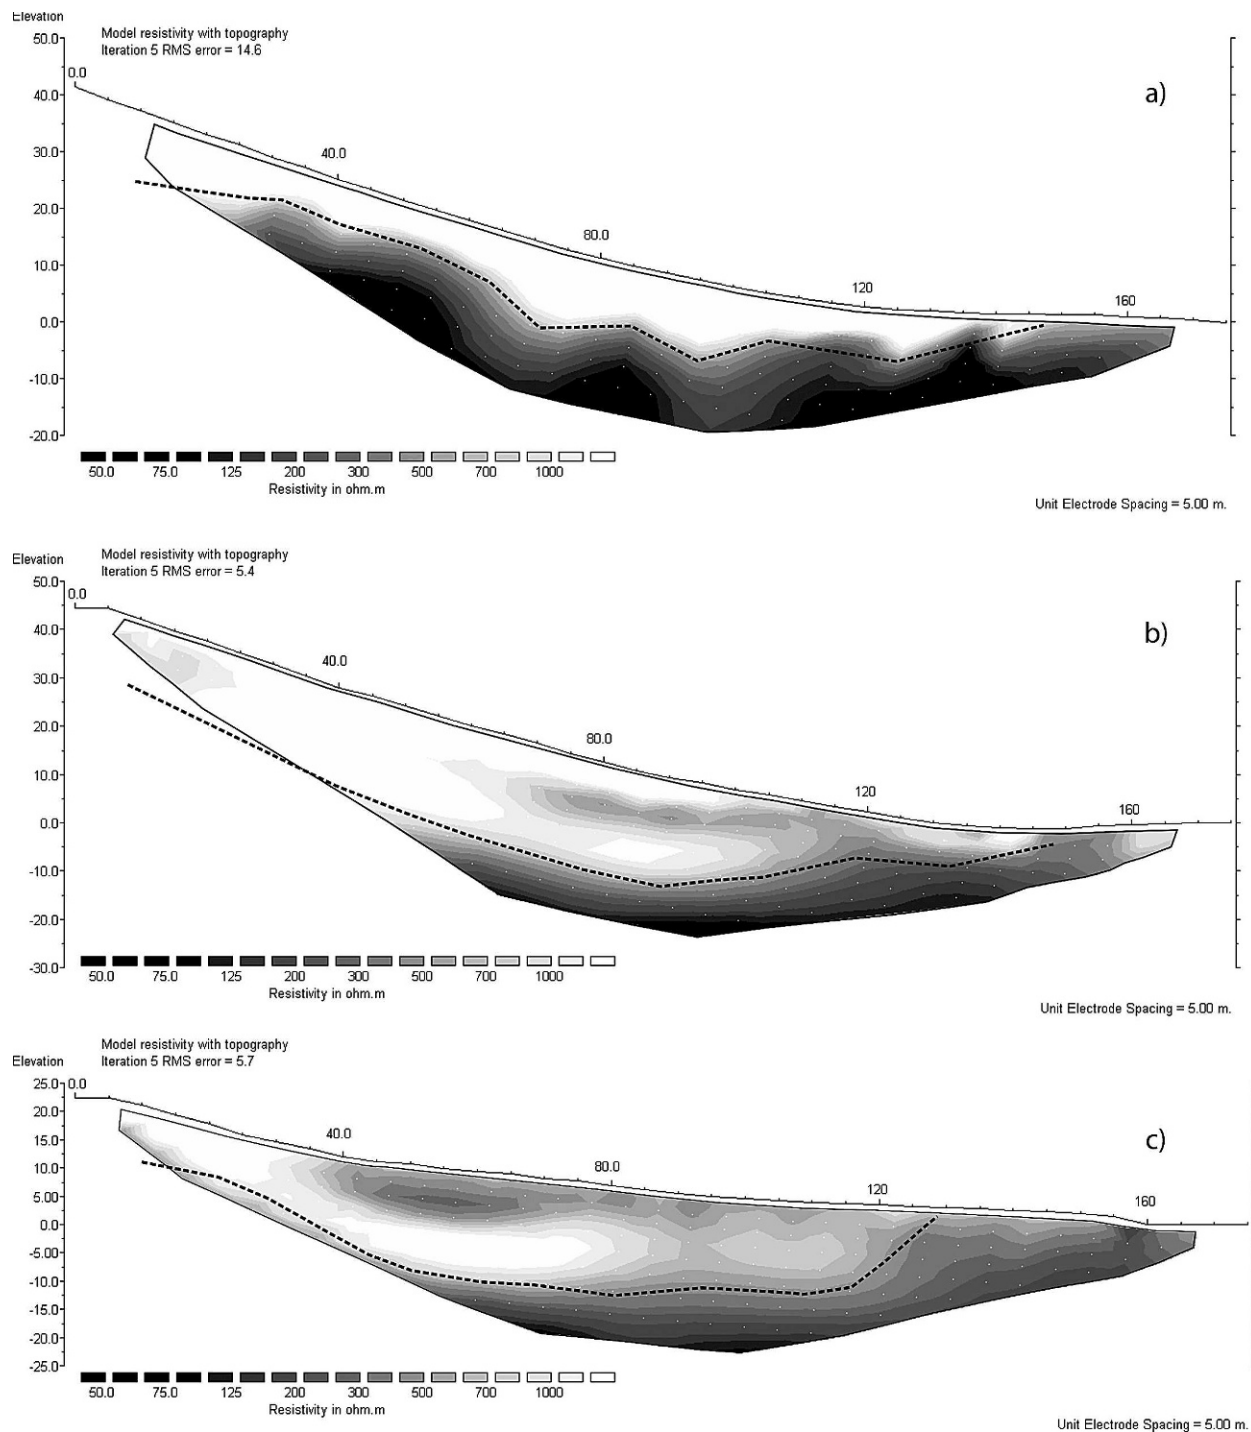 Elevation
Model resistivity with topography
Iteration 5 RMS error = 14.6
50.0
0.0
a)
40.0
40.0
30.0
20.0
80.0
10.0
120
160
0.0
-10.0
-20.0
50.0 75.0 125 200 300 500 700 1000
Resistivity in ohm.m
Unit Electrode Spacing = 5.00 m.
Model resistivity with topography
Elevation
Iteration 5 RMS error = 5.4
50.0
0.0
b)
40.0
40.0
30.0
20.0
80.0
10.0
120
160
0.0
-10.0
-20.0
-30.0
50.0 75.0 125 200 300 500 700 1000
Resistivity in ohm.m
Unit Electrode Spacing = 5.00 m.
Model resistivity with topography
Elevation
Iteration 5 RMS error = 5.7
25.0
0.0
20.0
c)
15.0
40.0
10.0
80.0
5.00
120
160
0.0
-5.00
-10.0
-15.0
-20.0
-25.0
50.0 75.0 125 200 300 500 700 1000
Resistivity in ohm.m
Unit Electrode Spacing = 5.00 m.